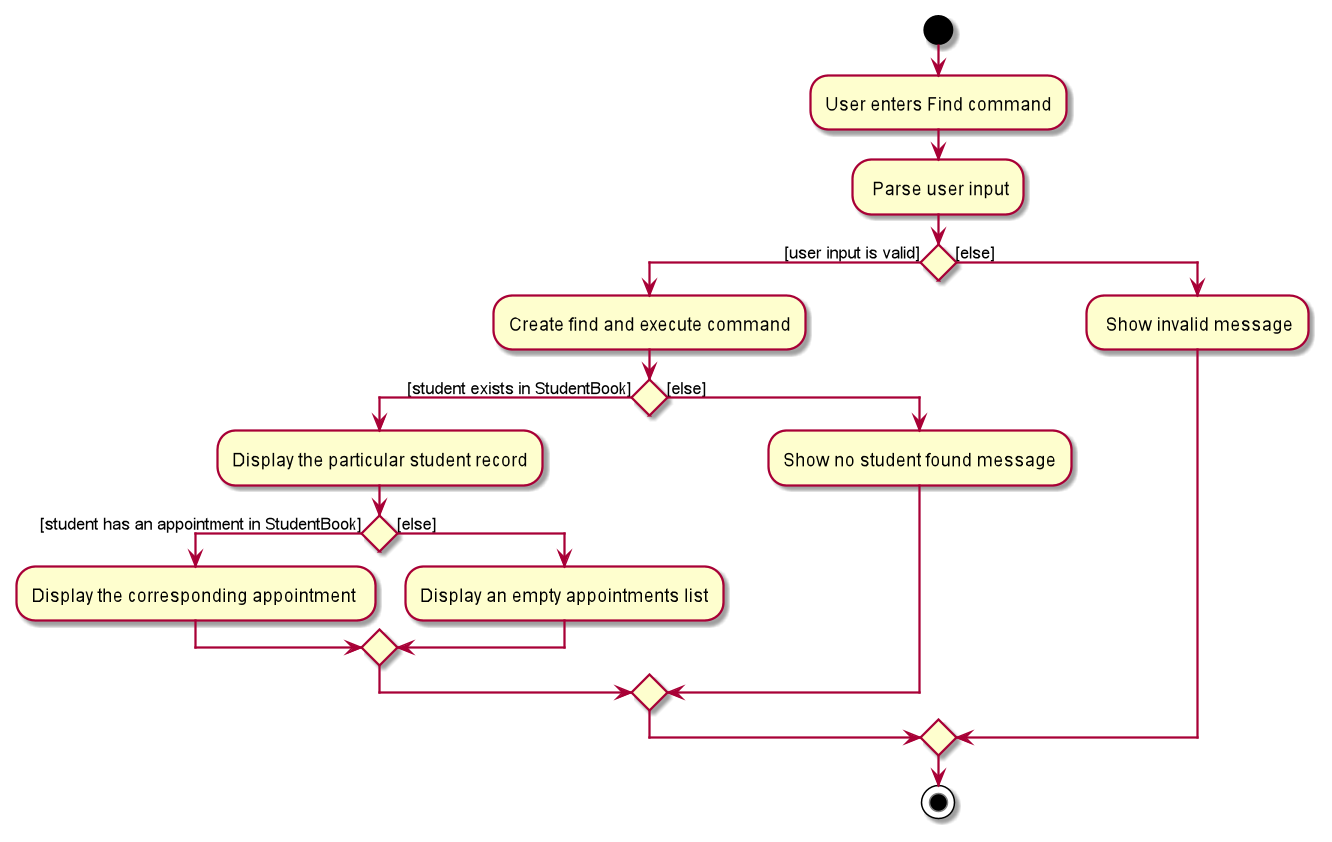 User enters Find command
Parse user input
[user input is valid]
[else]
Create find and execute command
Show invalid message
[student exists in StudentBook]
[else]
Display the particular student record
Show no student found message
[student has an appointment in StudentBook]
[else]
Display the corresponding appointment
Display an empty appointments list